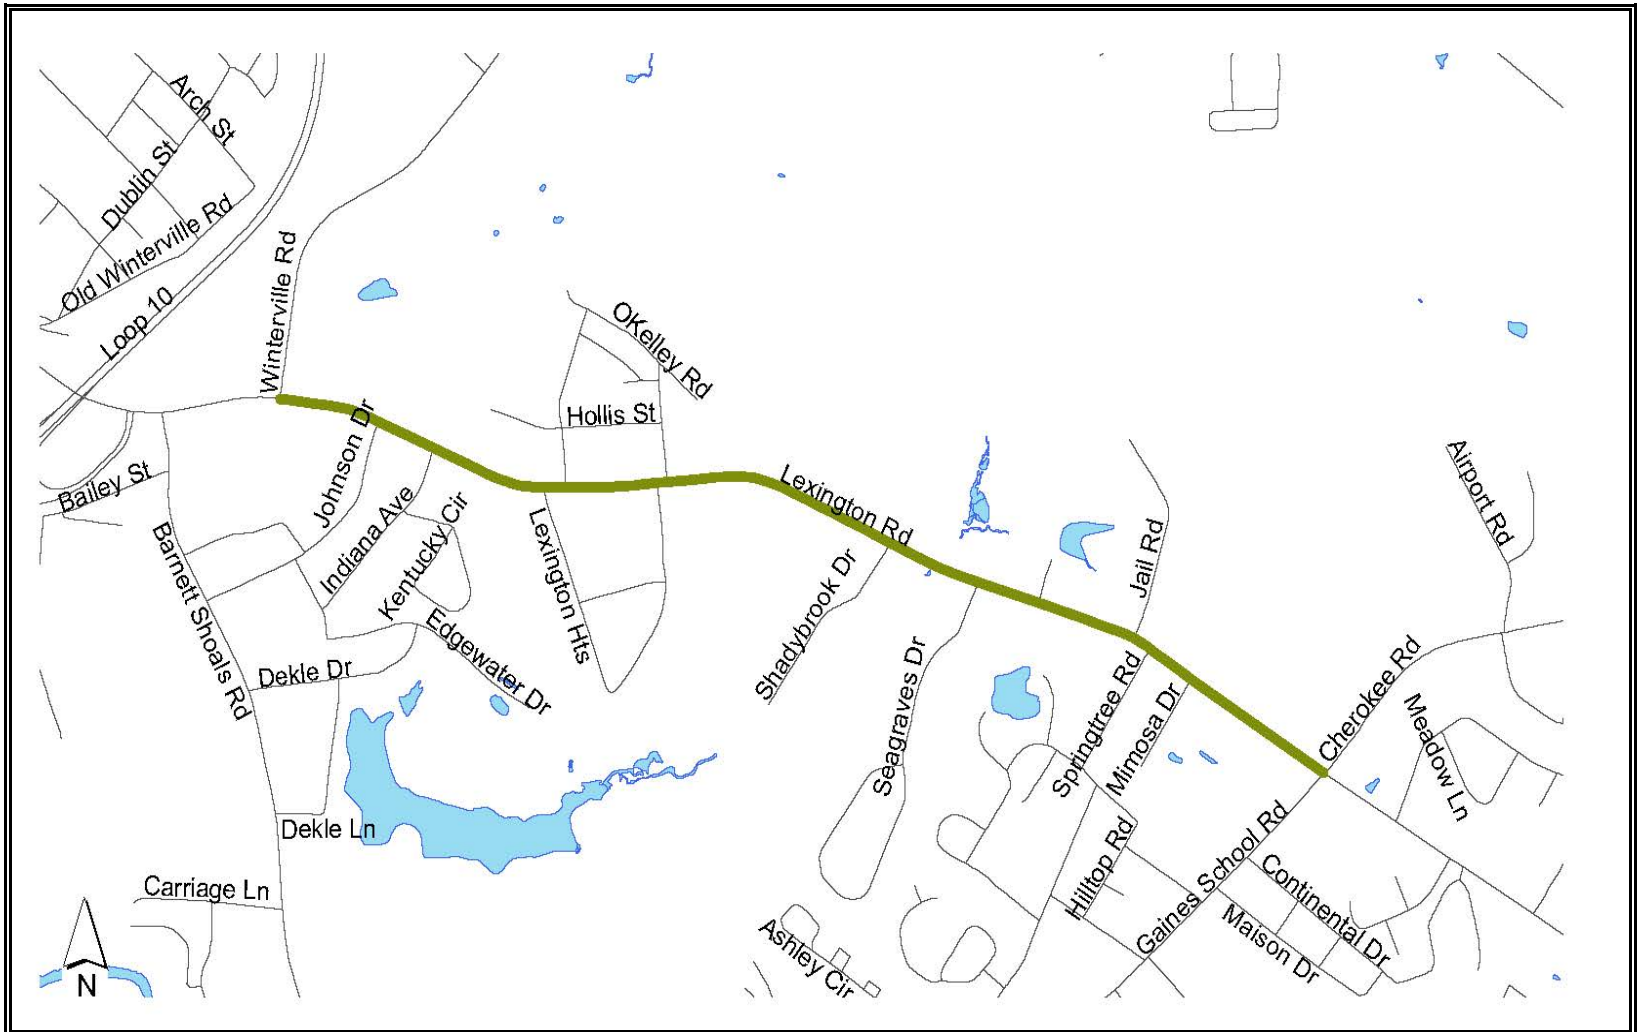 Arch St
Dublin St
Old Winterville Rd
Loop 10
Winterville Rd
OKelley Rd
Hollis St
Johnson Dr
Bailey St
Lexington Rd
Airport Rd
Indiana Ave
Kentucky Cir
Barnett Shoals Rd
Lexington Hts
Jail Rd
Shadybrook Dr
Edgewater Dr
Dekle Dr
Seagraves Dr
Springtree Rd
Mimosa Dr
Cherokee Rd
Meadow Ln
Dekle Ln
Hilltop Rd
Gaines School Rd
Continental Dr
Carriage Ln
Maison Dr
Ashley Cir
N